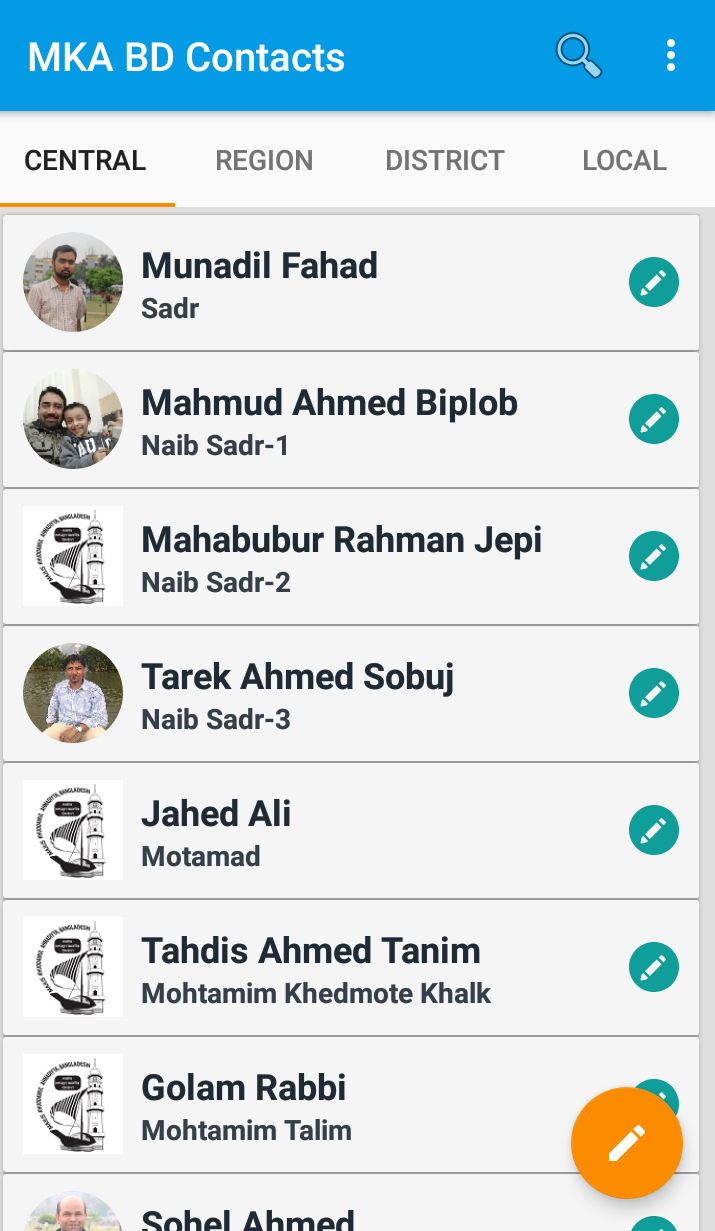 MKA BD Contacts
CENTRAL REGION DISTRICT LOCAL
Munadil Fahad
Sadr
Mahmud Ahmed Biplob
Naib Sadr-1
Mahabubur Rahman Jepi
Naib Sadr-2
Tarek Ahmed Sobuj
Naib Sadr-3
Jahed Ali
Motamad
Tahdis Ahmed Tanim
Mohtamim Khedmote Khalk
Golam Rabbi
Mohtamim Talim
Sohel Ahmed